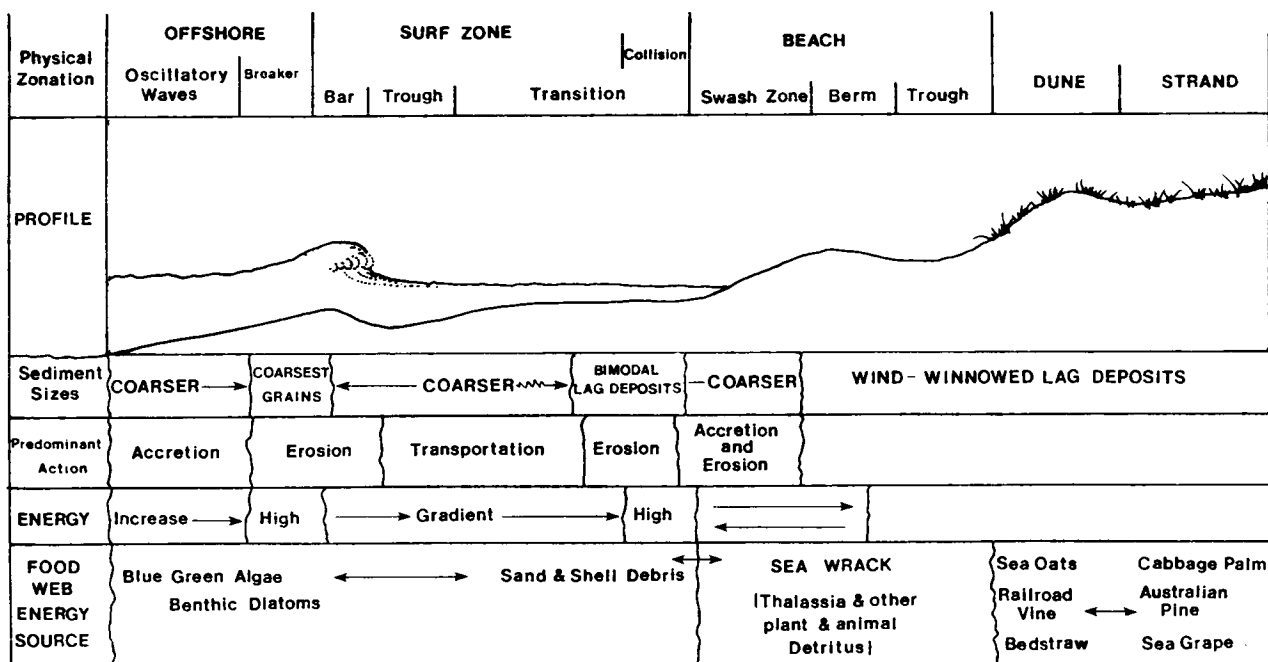 Physical Zonation
OFFSHORE
SURF ZONE
BEACH
Oscillatory Waves
Breaker
Collision
Bar
Trough
Transition
Swash Zone
Berm
Trough
DUNE
STRAND
PROFILE
Sediment Sizes
COARSER
COARSEST GRAINS
COARSER
BIMODAL LAG DEPOSITS
COARSER
WIND-WINNOWED LAG DEPOSITS
Predominant Action
Accretion
Erosion
Transportation
Erosion
Accretion and Erosion
ENERGY
Increase
High
Gradient
High
FOOD WEB ENERGY SOURCE
Blue Green Algae
Benthic Diatoms
Sand & Shell Debris
SEA WRACK
(Thalassia & other
plant & animal
Detritus)
Sea Oats
Cabbage Palm
Railroad Vine
Australian Pine
Bedstraw
Sea Grape